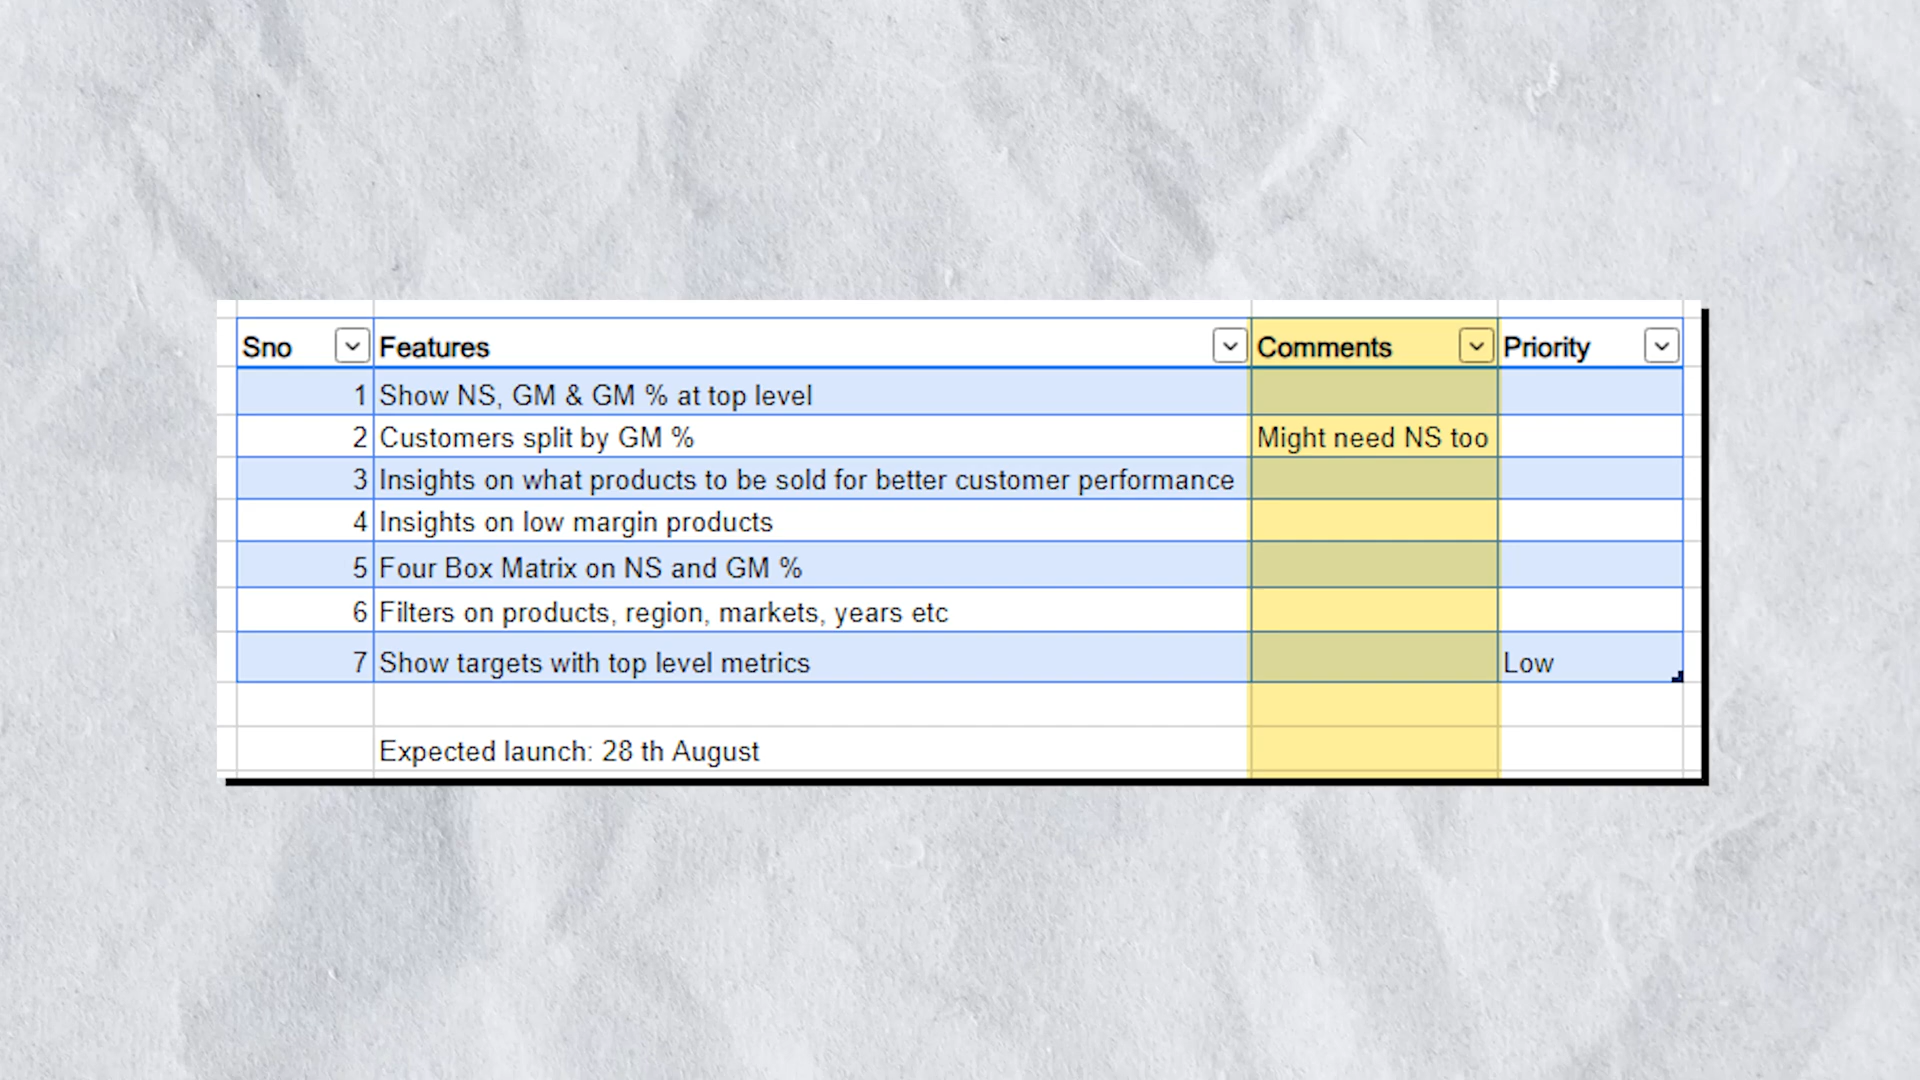 Sno Features Comments Priority
1 Show NS, GM & GM % at top level
2 Customers split by GM % Might need NS too
3 Insights on what products to be sold for better customer performance
4 Insights on low margin products
5 Four Box Matrix on NS and GM %
6 Filters on products, region, markets, years etc
7 Show targets with top level metrics Low
Expected launch: 28 th August